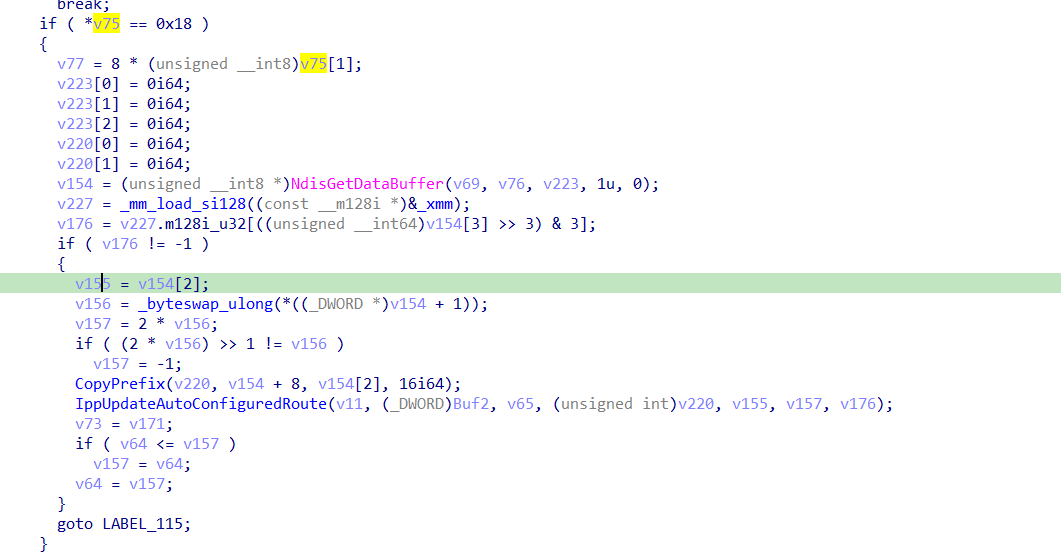 break;
if ( *v75 == 0x18 )
{
v77 = 8 * (unsigned __int8)v75[1];
v223[0] = 0i64;
v223[1] = 0i64;
v223[2] = 0i64;
v220[0] = 0i64;
v220[1] = 0i64;
v154 = (unsigned __int8 *)NdisGetDataBuffer(v69, v76, v223, 1u, 0);
v227 = _mm_load_si128((const __m128i *)&_xmm);
v176 = v227.m128i_u32[((unsigned __int64)v154[3] >> 3) & 3];
if ( v176 != -1 )
{
v155 = v154[2];
v156 = _byteswap_ulong(*((_DWORD *)v154 + 1));
v157 = 2 * v156;
if ( (2 * v156) >> 1 != v156 )
v157 = -1;
CopyPrefix(v220, v154 + 8, v154[2], 16i64);
IppUpdateAutoConfiguredRoute(v11, (_DWORD)Buf2, v65, (unsigned int)v220, v155, v157, v176);
v73 = v171;
if ( v64 <= v157 )
v157 = v64;
v64 = v157;
}
goto LABEL_115;
}